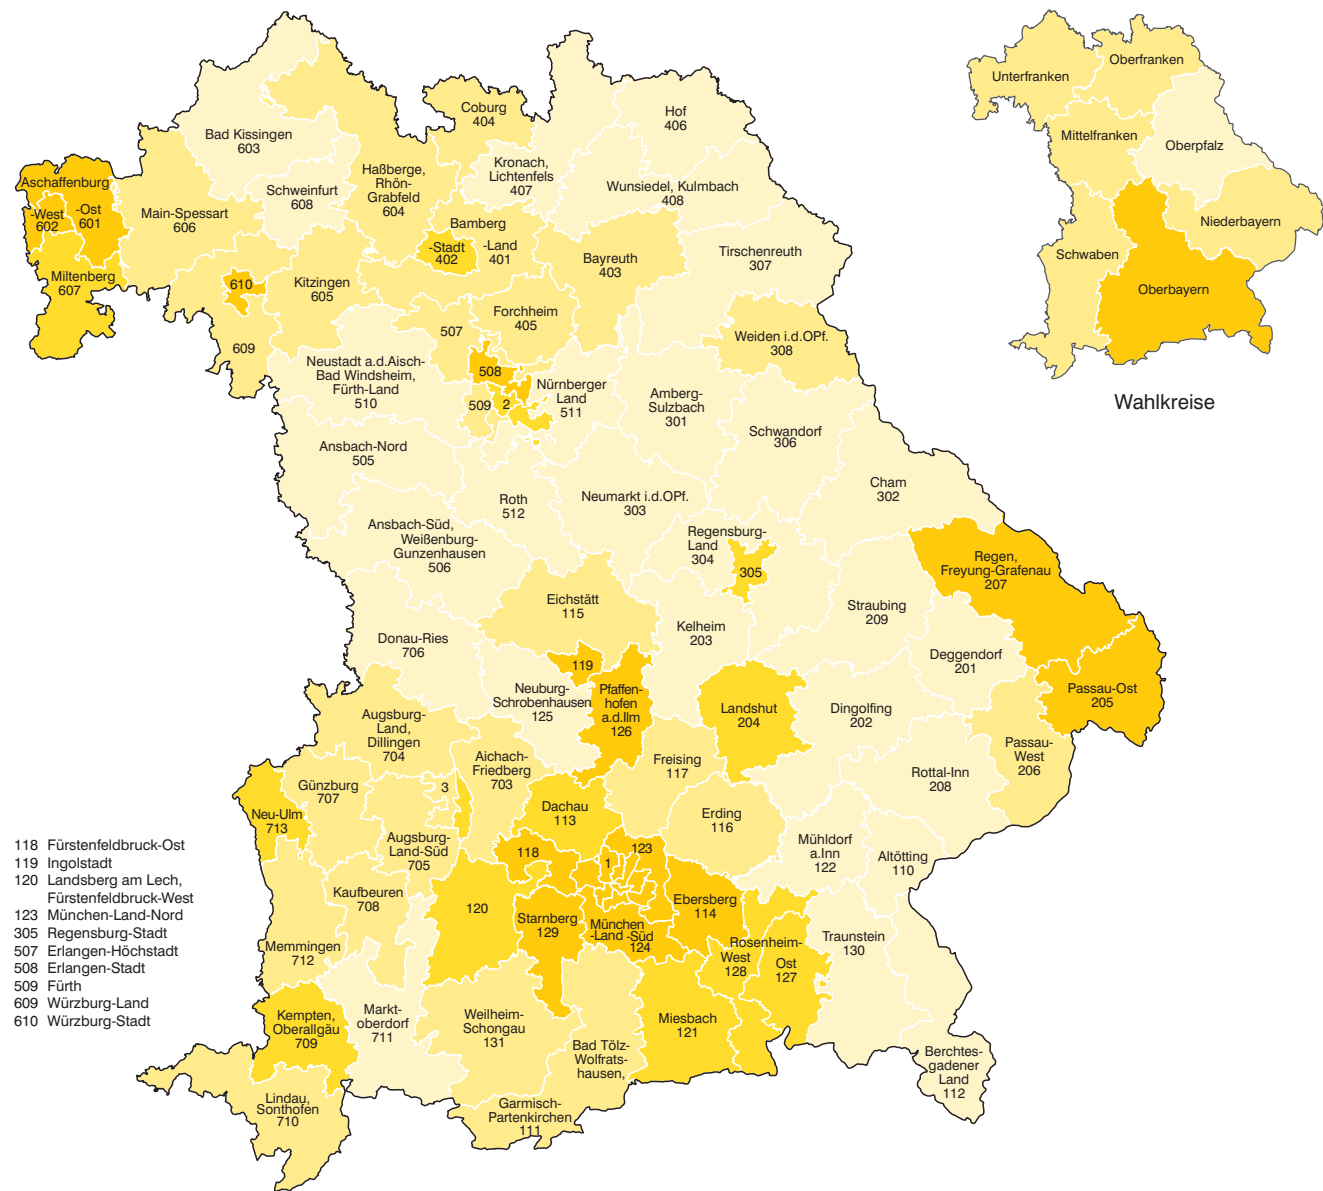 Coburg
404
Hof
406
Bad Kissingen
603
Kronach,
Lichtenfels
407
Haßberge,
Rhön-
Grabfeld
604
Aschaffenburg
-West
602
-Ost
601
Schweinfurt
608
Wunsiedel, Kulmbach
408
Main-Spessart
606
Bamberg
-Stadt
402
-Land
401
Bayreuth
403
Tirschenreuth
307
Miltenberg
607
610
Kitzingen
605
Forchheim
405
507
609
Weiden i.d.OPf.
308
Neustadt a.d.Aisch-
Bad Windsheim,
Fürth-Land
510
508
509
2
Nürnberger
Land
511
Amberg-
Sulzbach
301
Schwandorf
306
Ansbach-Nord
505
Cham
302
Roth
512
Neumarkt i.d.OPf.
303
Ansbach-Süd,
Weißenburg-
Gunzenhausen
506
Regensburg-
Land
304
305
Regen,
Freyung-Grafenau
207
Eichstätt
115
Straubing
209
Kelheim
203
Donau-Ries
706
Deggendorf
201
119
Neuburg-
Schrobenhausen
125
Pfaffen-
hofen
a.d.Ilm
126
Passau-Ost
205
Landshut
204
Dingolfing
202
Augsburg-
Land,
Dillingen
704
Passau-
West
206
Aichach-
Friedberg
703
Freising
117
Rottal-Inn
208
Günzburg
707
3
Neu-Ulm
713
Dachau
113
Erding
116
Augsburg-
Land-Süd
705
Mühldorf
a.Inn
122
Altötting
110
118
1
123
Kaufbeuren
708
120
Starnberg
129
München
-Land -Süd
124
Ebersberg
114
Memmingen
712
Rosenheim-
West
128
Ost
127
Traunstein
130
Kempten,
Oberallgäu
709
Markt-
oberdorf
711
Weilheim-
Schongau
131
Miesbach
121
Bad Tölz-
Wolfrats-
hausen,
Garmisch-
Partenkirchen
111
Berchtes-
gadener
Land
112
Lindau,
Sonthofen
710
118 Fürstenfeldbruck-Ost
119 Ingolstadt
120 Landsberg am Lech,
Fürstenfeldbruck-West
123 München-Land-Nord
305 Regensburg-Stadt
507 Erlangen-Höchstadt
508 Erlangen-Stadt
509 Fürth
609 Würzburg-Land
610 Würzburg-Stadt
Unterfranken
Oberfranken
Mittelfranken
Oberpfalz
Niederbayern
Schwaben
Oberbayern
Wahlkreise